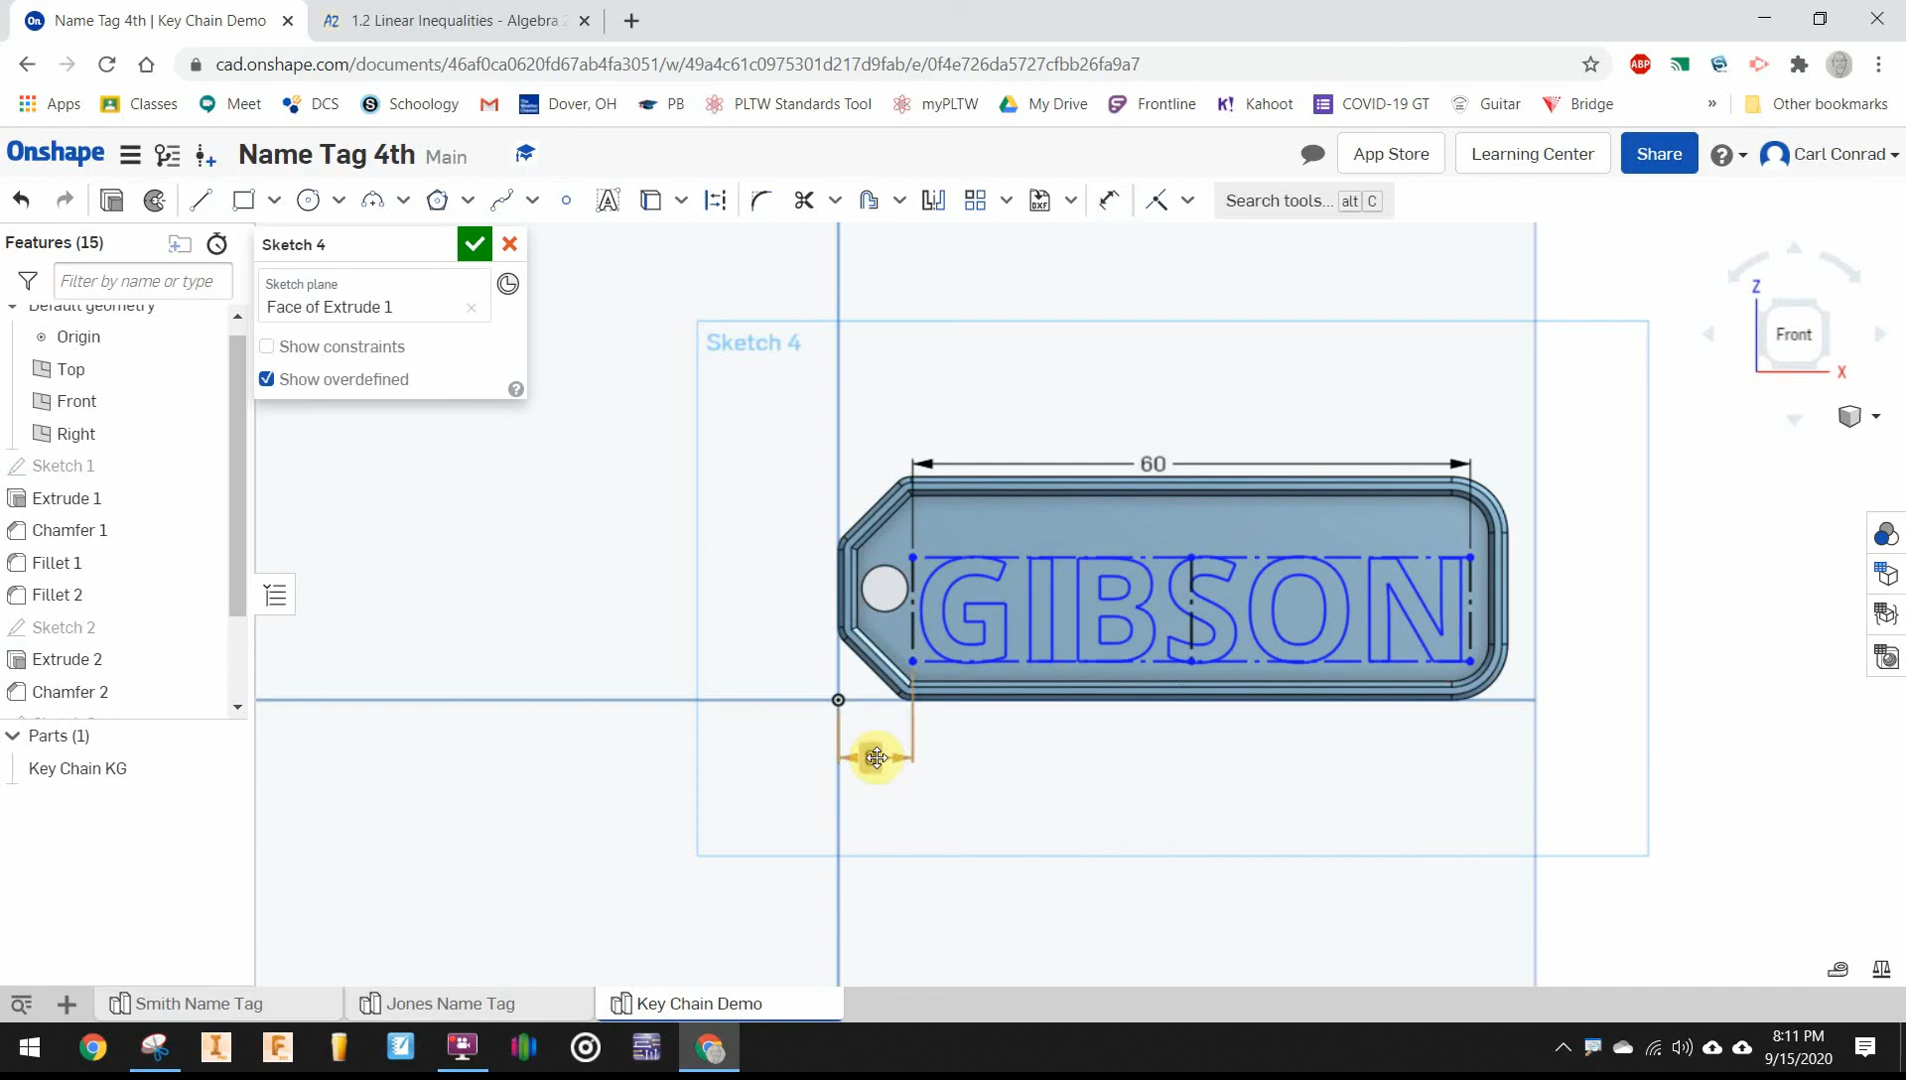 Name Tag 4th | Key Chain Demo
1.2 Linear Inequalities - Algebra 2
cad.onshape.com/documents/46af0ca0620fd67ab4fa3051/w/49a4c61c0975301d217d9fab/e/0f4e726da5727cfbb26fa9a7
ABP
Apps
Classes
Meet
DCS
Schoology
Dover, OH
PB
PLTW Standards Tool
myPLTW
My Drive
Frontline
Kahoot
COVID-19 GT
Guitar
Bridge
»
Other bookmarks
Onshape
Name Tag 4th Main
App Store
Learning Center
Share
Carl Conrad
Search tools... alt C
Features (15)
Filter by name or type
Default geometry
Origin
Top
Front
Right
Sketch 1
Extrude 1
Chamfer 1
Fillet 1
Fillet 2
Sketch 2
Extrude 2
Chamfer 2
Parts (1)
Key Chain KG
Sketch 4
Sketch plane
Face of Extrude 1
Show constraints
Show overdefined
Sketch 4
60
GIBSON
Z
Front
X
Smith Name Tag
Jones Name Tag
Key Chain Demo
8:11 PM
9/15/2020